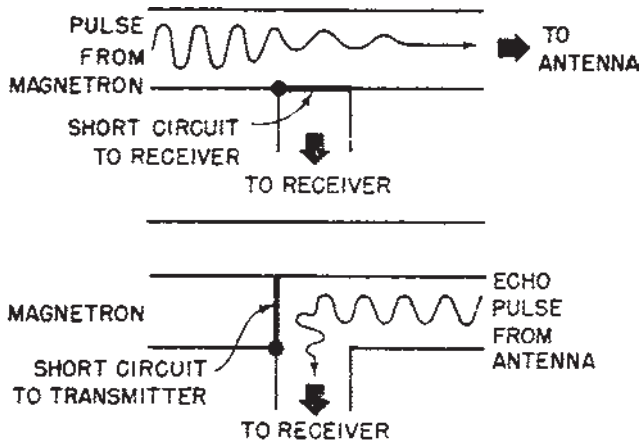 PULSE
FROM
MAGNETRON
TO
ANTENNA
SHORT CIRCUIT
TO RECEIVER
TO RECEIVER
MAGNETRON
ECHO
PULSE
FROM
ANTENNA
SHORT CIRCUIT
TO TRANSMITTER
TO RECEIVER